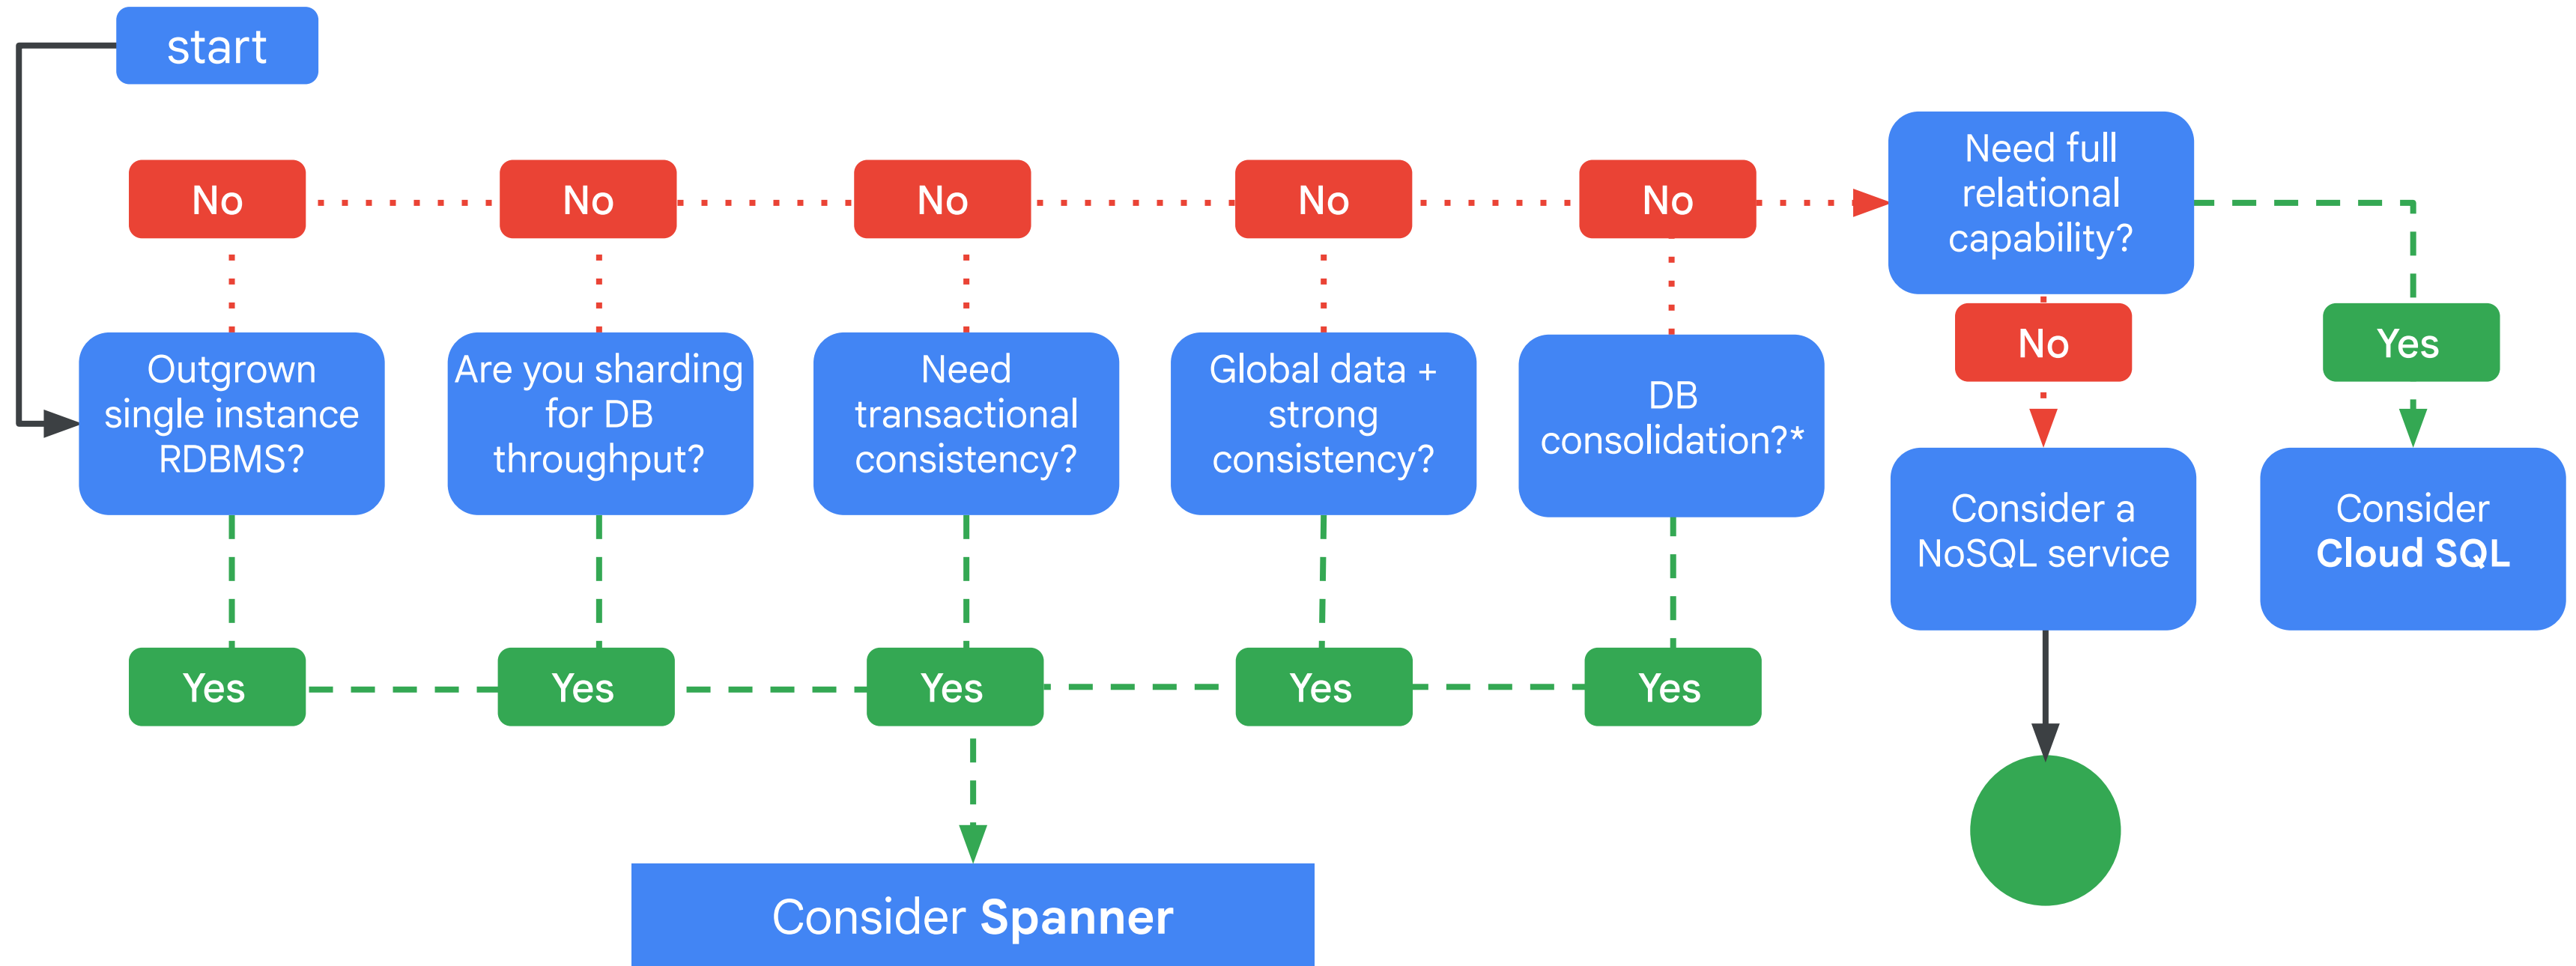 start
No
No
No
No
No
Need full
relational
capability?
No
Yes
Outgrown
single instance
RDBMS?
Are you sharding
for DB
throughput?
Need
transactional
consistency?
Global data +
strong
consistency?
DB
consolidation?*
Consider a
NoSQL service
Consider
Cloud SQL
Yes
Yes
Yes
Yes
Yes
Consider Spanner